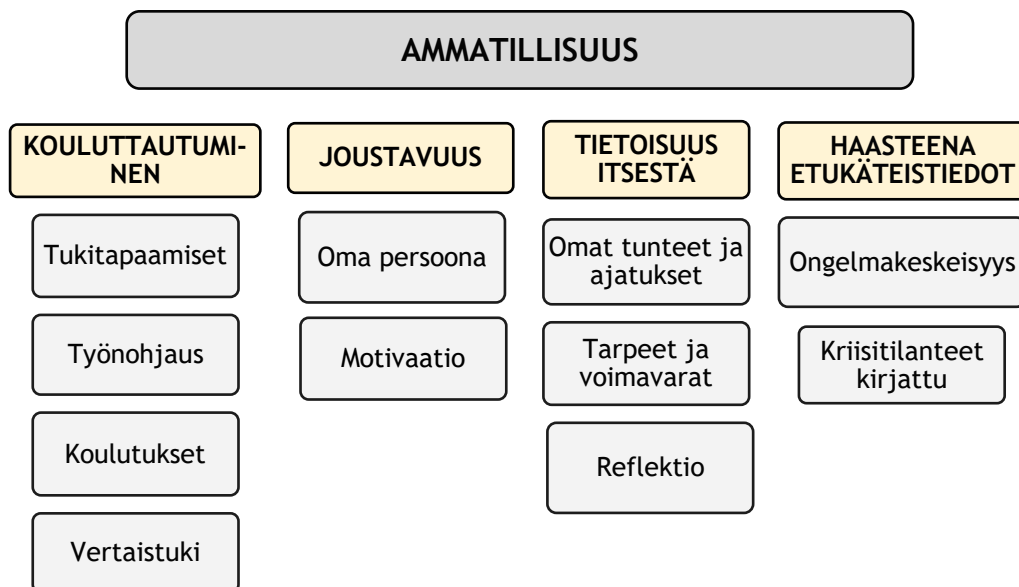 AMMATILLISUUS
KOULUTTAUTUMI-
NEN
Tukitapaamiset
Työnohjaus
Koulutukset
Vertaistuki
JOUSTAVUUS
Oma persoona
Motivaatio
TIETOISUUS
ITSESTÄ
Omat tunteet ja
ajatukset
Tarpeet ja
voimavarat
Reflektio
HAASTEENA
ETUKÄTEISTIEDOT
Ongelmakeskeisyys
Kriisitilanteet
kirjattu